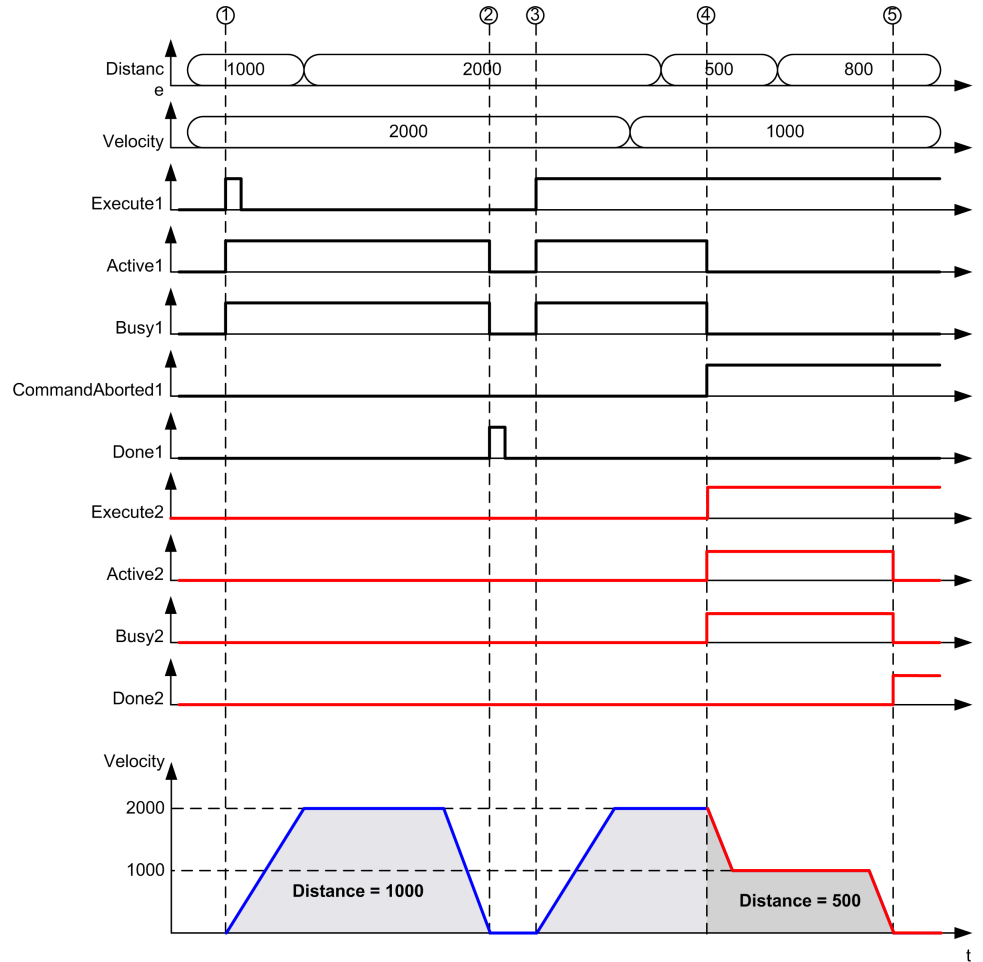 1 2 3 4 5
Distanc
e
1000 2000 500 800
Velocity
2000 1000
Execute1
Active1
Busy1
CommandAborted1
Done1
Execute2
Active2
Busy2
Done2
Velocity
2000
1000
Distance = 1000
Distance = 500
t